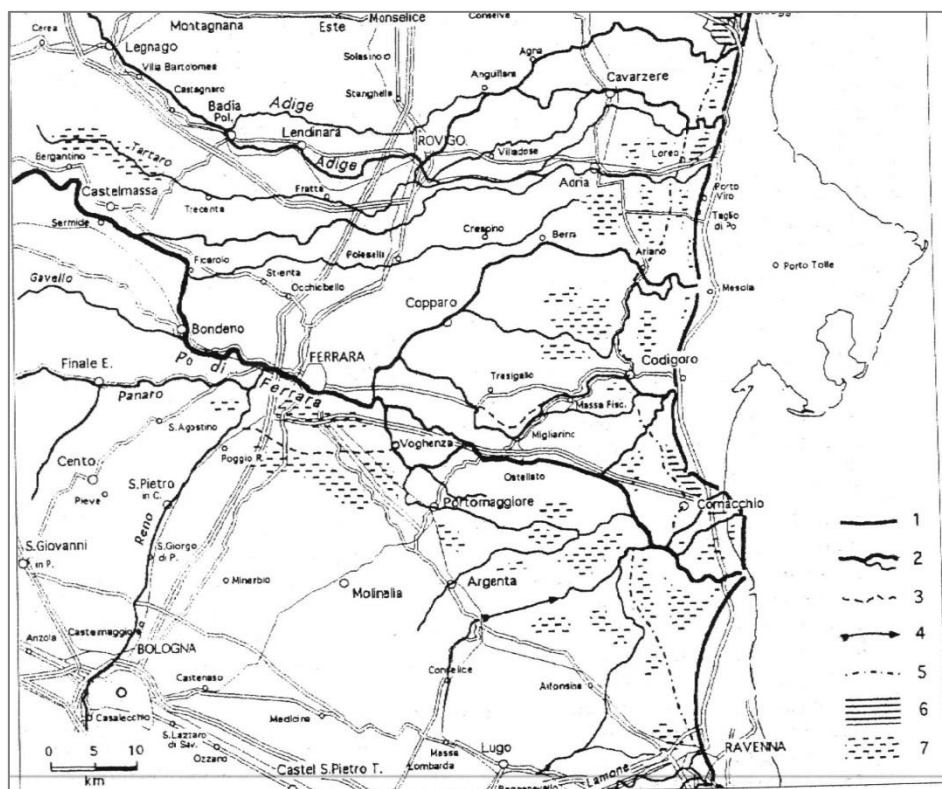 Montagnana
Este
Monselice
Conselve
Cerea
Legnago
Solesino
Agna
Villa Bartolomea
Anguillara
Cavarzere
Castagnaro
Stanghella
Badia
Pol.
Adige
Lendinara
ROVIGO
Adige
Villadose
Loreo
Bergantino
Tartaro
Adria
Castelmassa
Fratta
Porto
Viro
Trecenta
Taglio
di Po
Sermide
Crespino
Berra
Ficarolo
Polesella
Ariano
Porto Tolle
Gavello
Stienta
Occhiobello
Mesola
Copparo
Bondeno
Codigoro
Po di
Ferrara
FERRARA
Finale E.
Tresigallo
Panaro
Massa Fisc.
S. Agostino
Migliarino
Voghenza
Poggio R.
Cento
Ostellato
S. Pietro
in C.
Pieve
Portomaggiore
Comacchio
Reno
1
S. Giovanni
in P.
S. Giorgio
di P.
2
Minerbio
Molinella
Argenta
3
Castelmaggiore
Anzola
BOLOGNA
4
Conselice
Castenaso
Alfonsine
5
Medicina
6
Casalecchio
S. Lazzaro
di Sav.
RAVENNA
7
0 5 10
km
Ozzano
Massa
Lombarda
Lugo
Lamone
Castel S. Pietro T.